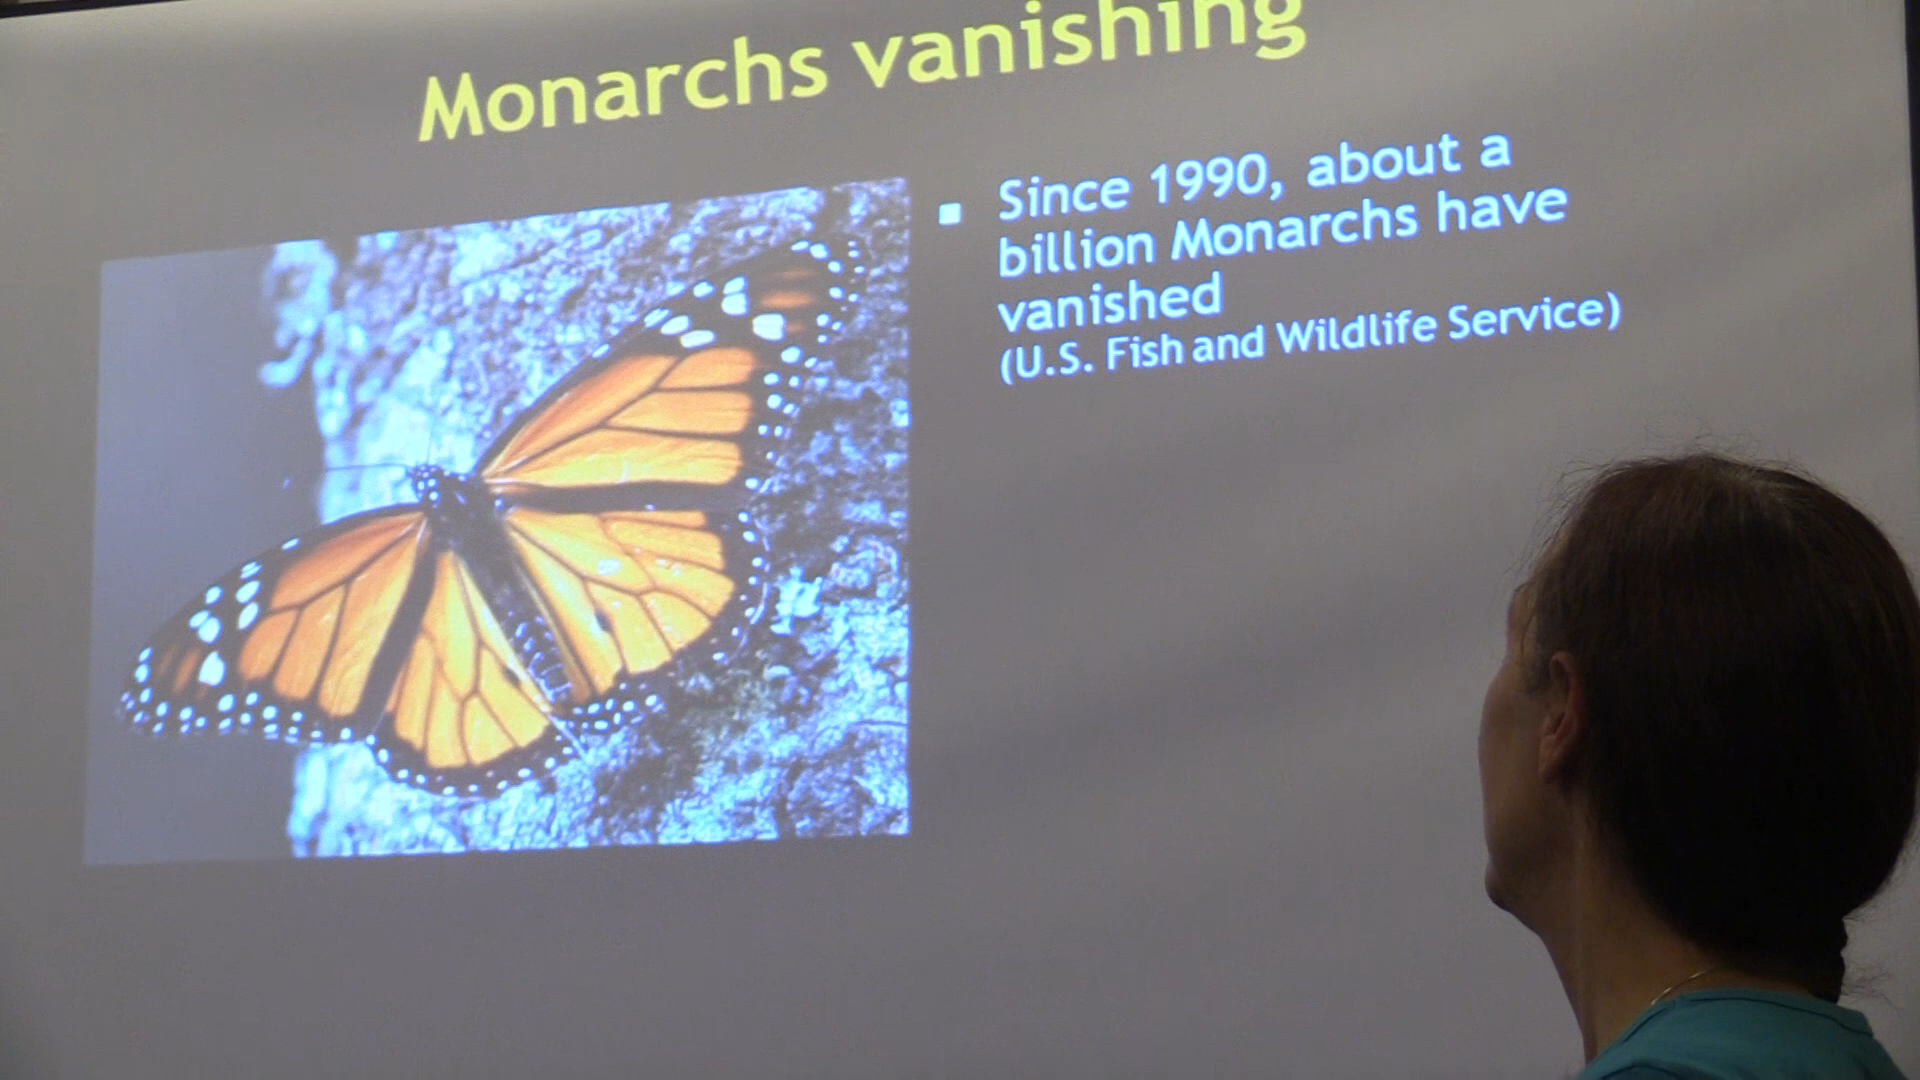 Monarchs vanishing
Since 1990, about a
billion Monarchs have
vanished
(U.S. Fish and Wildlife Service)